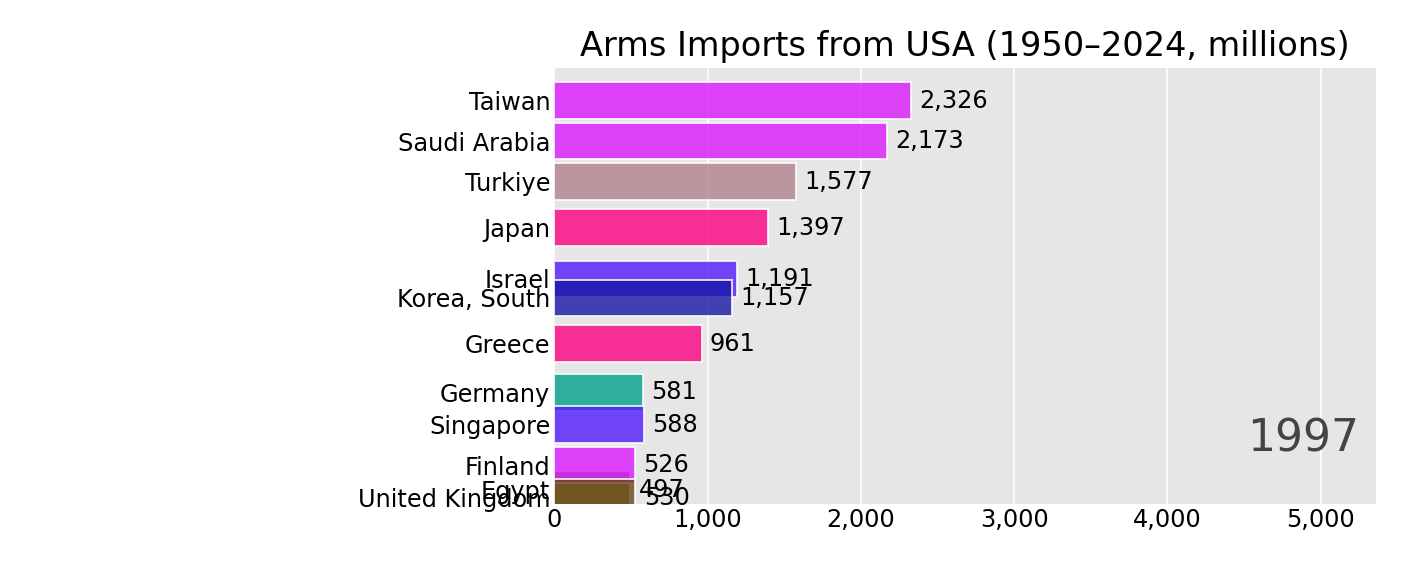 Arms Imports from USA (1950–2024, millions)
Taiwan 2,326
Saudi Arabia 2,173
Turkiye 1,577
Japan 1,397
Israel 1,191
Korea, South 1,157
Greece 961
Germany 581
Singapore 588
1997
Finland 526
Egypt 497
United Kingdom 530
0 1,000 2,000 3,000 4,000 5,000